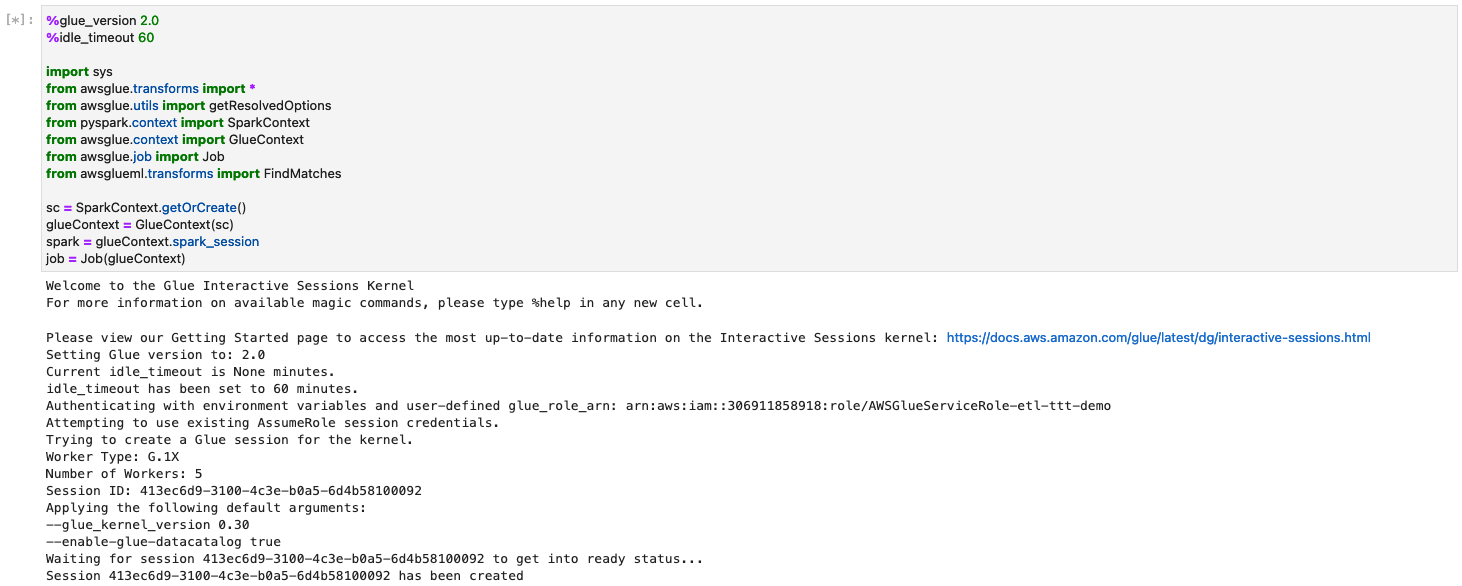 [*]:
%glue_version 2.0
%idle_timeout 60
import sys
from awsglue.transforms import *
from awsglue.utils import getResolvedOptions
from pyspark.context import SparkContext
from awsglue.context import GlueContext
from awsglue.job import Job
from awsglueml.transforms import FindMatches
sc = SparkContext.getOrCreate()
glueContext = GlueContext(sc)
spark = glueContext.spark_session
job = Job(glueContext)
Welcome to the Glue Interactive Sessions Kernel
For more information on available magic commands, please type %help in any new cell.
Please view our Getting Started page to access the most up-to-date information on the Interactive Sessions kernel: https://docs.aws.amazon.com/glue/latest/dg/interactive-sessions.html
Setting Glue version to: 2.0
Current idle_timeout is None minutes.
idle_timeout has been set to 60 minutes.
Authenticating with environment variables and user-defined glue_role_arn: arn:aws:iam::306911858918:role/AWSGlueServiceRole-etl-ttt-demo
Attempting to use existing AssumeRole session credentials.
Trying to create a Glue session for the kernel.
Worker Type: G.1X
Number of Workers: 5
Session ID: 413ec6d9-3100-4c3e-b0a5-6d4b58100092
Applying the following default arguments:
--glue_kernel_version 0.30
--enable-glue-datacatalog true
Waiting for session 413ec6d9-3100-4c3e-b0a5-6d4b58100092 to get into ready status...
Session 413ec6d9-3100-4c3e-b0a5-6d4b58100092 has been created